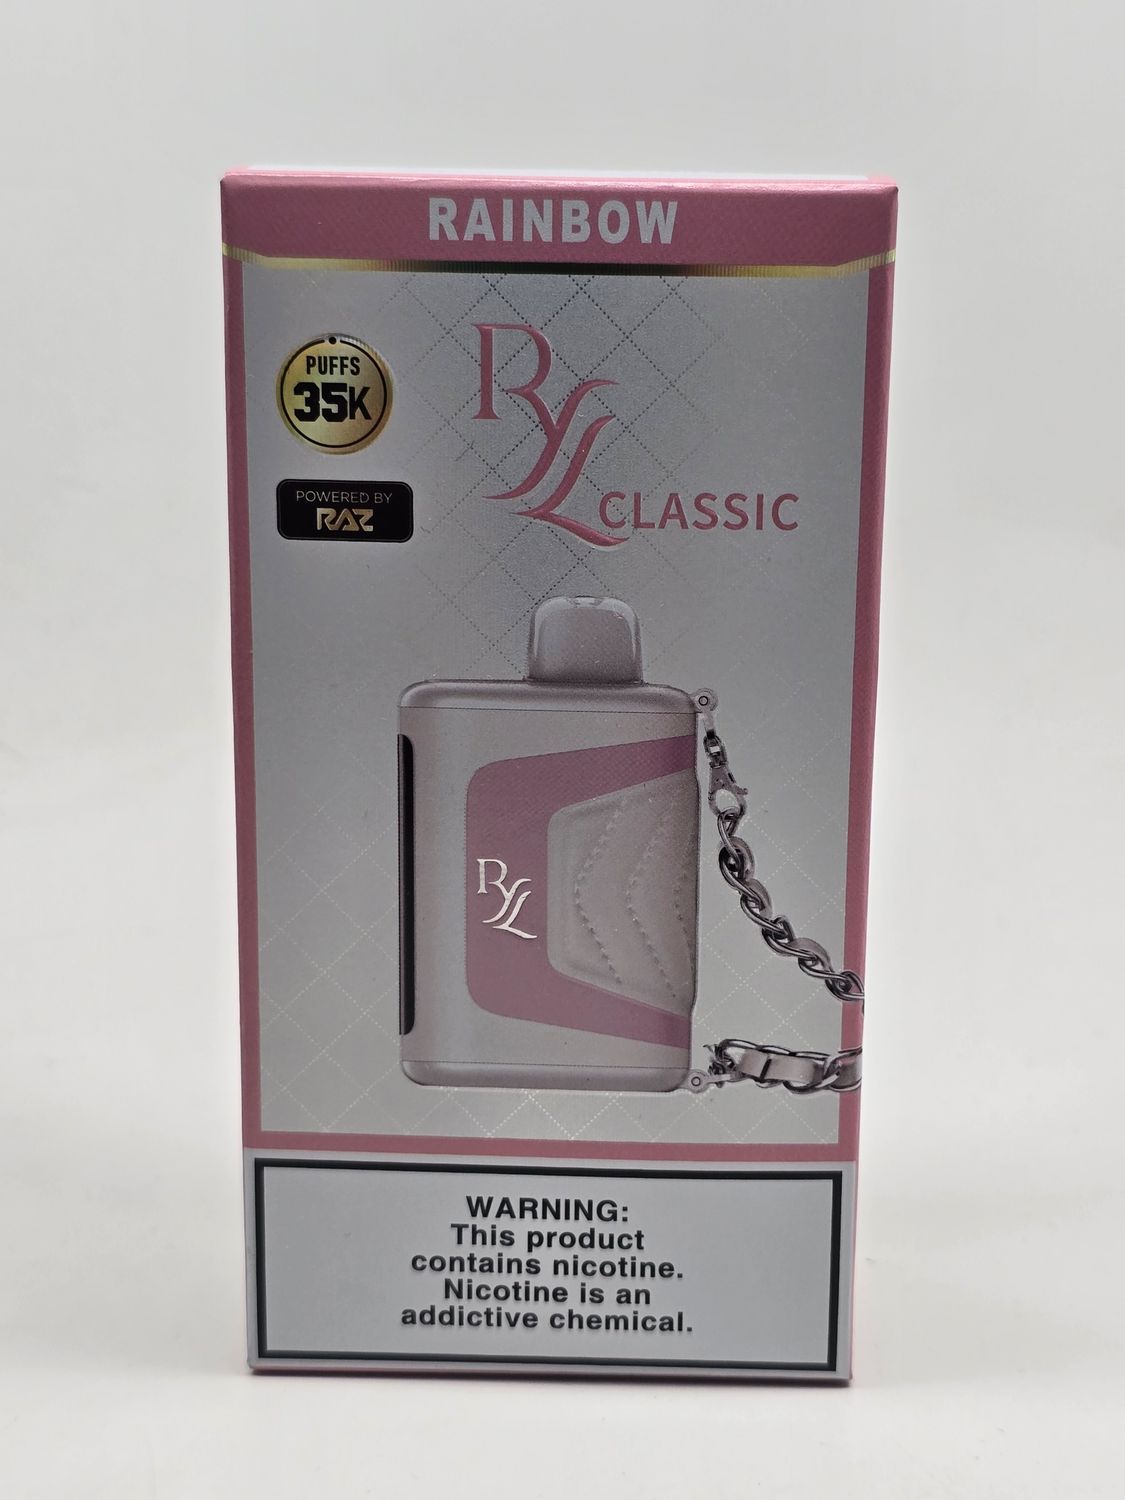 RAINBOW
PUFFS
35K
RYL
CLASSIC
POWERED BY
RAZ
RYL
WARNING:
This product
contains nicotine.
Nicotine is an
addictive chemical.